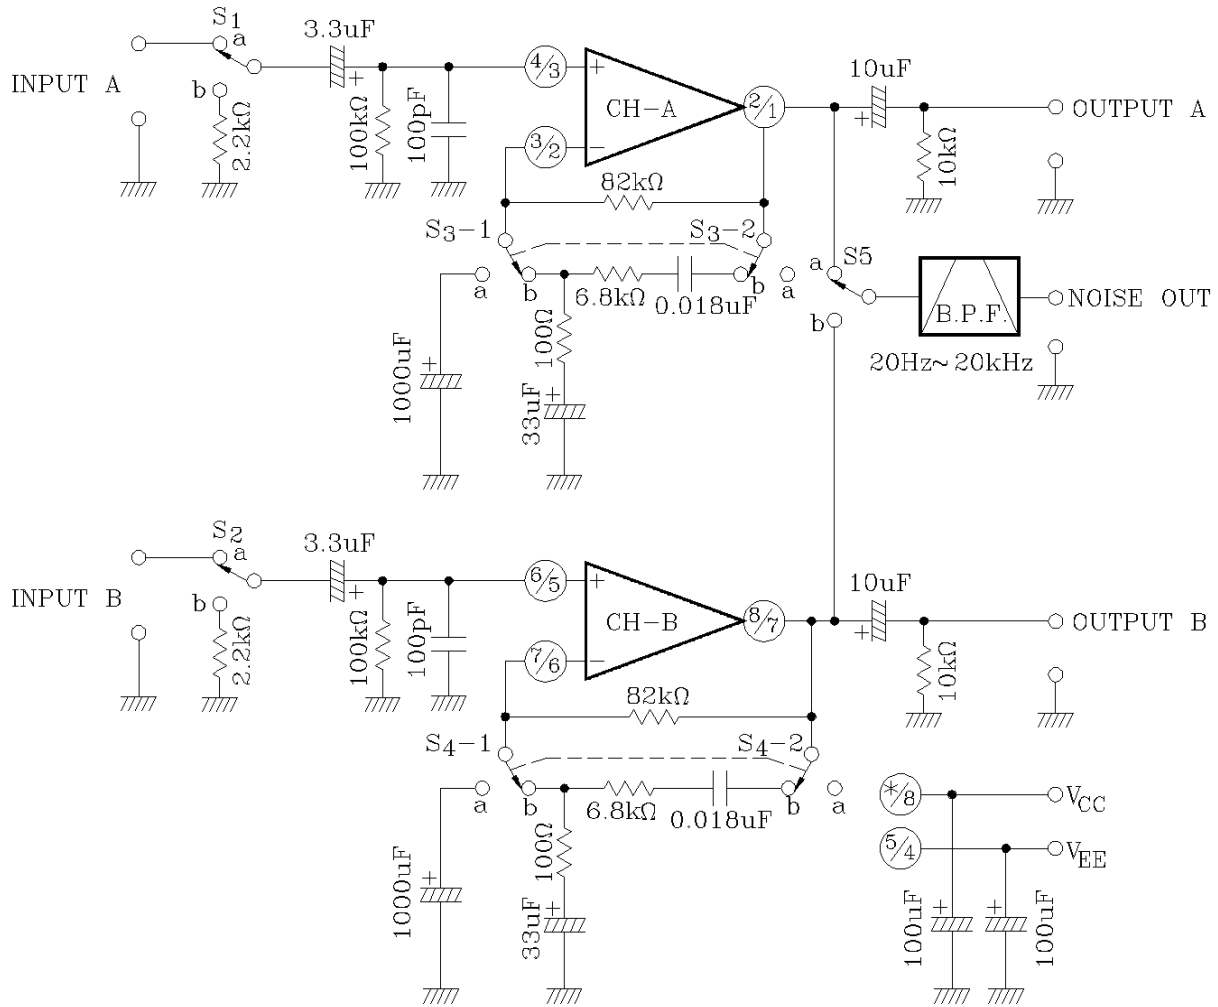 S1
a
3.3uF
+
INPUT A
b
2.2kΩ
100kΩ
100pF
4/3
+
CH-A
2/1
3/2
−
10uF
+
OUTPUT A
10kΩ
82kΩ
S3-1
S3-2
a
b
6.8kΩ
0.018uF
b
a
a
S5
b
B.P.F.
NOISE OUT
20Hz~20kHz
1000uF
+
100Ω
33uF
+
S2
a
3.3uF
+
INPUT B
b
2.2kΩ
100kΩ
100pF
6/5
+
CH-B
8/7
7/6
−
10uF
+
OUTPUT B
10kΩ
82kΩ
S4-1
S4-2
a
b
6.8kΩ
0.018uF
b
a
1000uF
+
100Ω
33uF
+
*/8
VCC
5/4
VEE
100uF
+
100uF
+